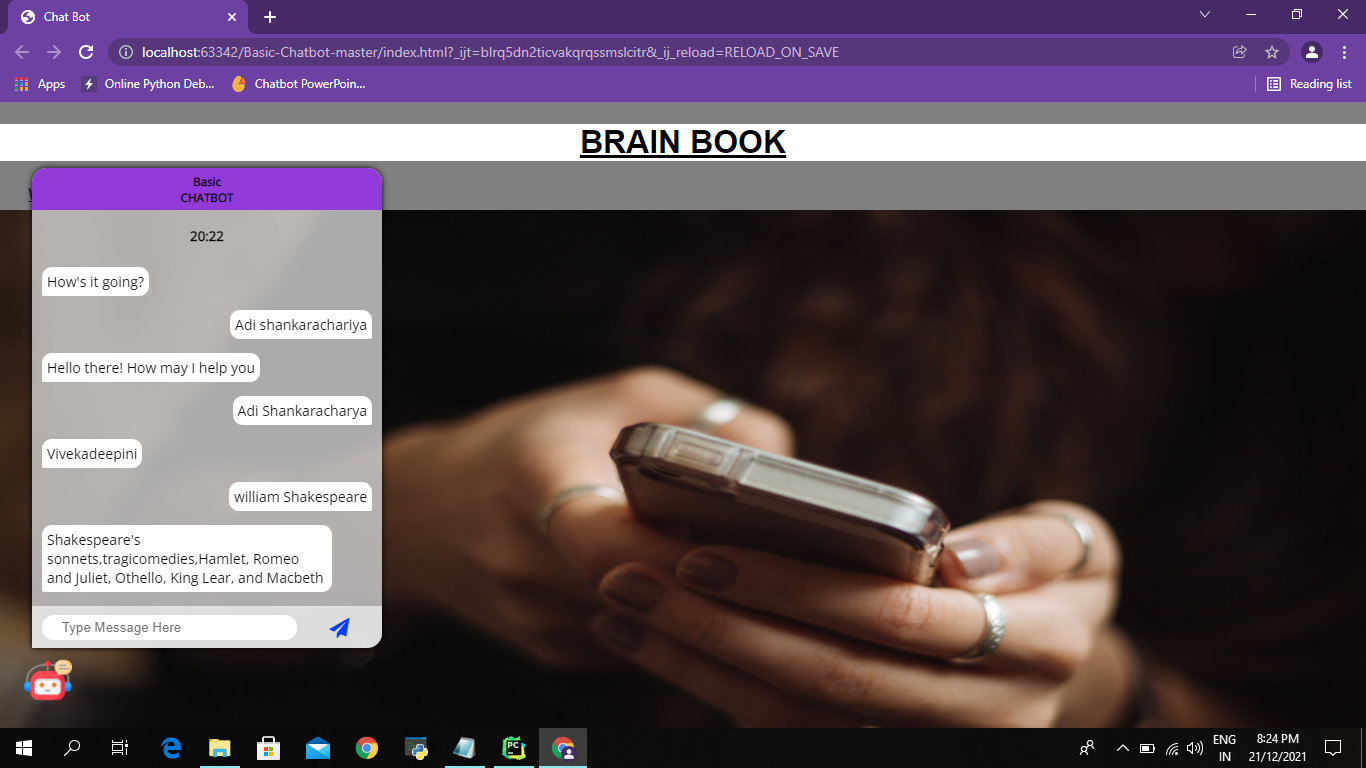 Chat Bot
localhost:63342/Basic-Chatbot-master/index.html?_ijt=blrq5dn2ticvakqrqssmslcitr&_ij_reload=RELOAD_ON_SAVE
Apps
Online Python Deb...
Chatbot PowerPoin...
Reading list
BRAIN BOOK
Basic
CHATBOT
20:22
How's it going?
Adi shankarachariya
Hello there! How may I help you
Adi Shankaracharya
Vivekadeepini
william Shakespeare
Shakespeare's
sonnets,tragicomedies,Hamlet, Romeo
and Juliet, Othello, King Lear, and Macbeth
Type Message Here
PC
ENG
IN
8:24 PM
21/12/2021